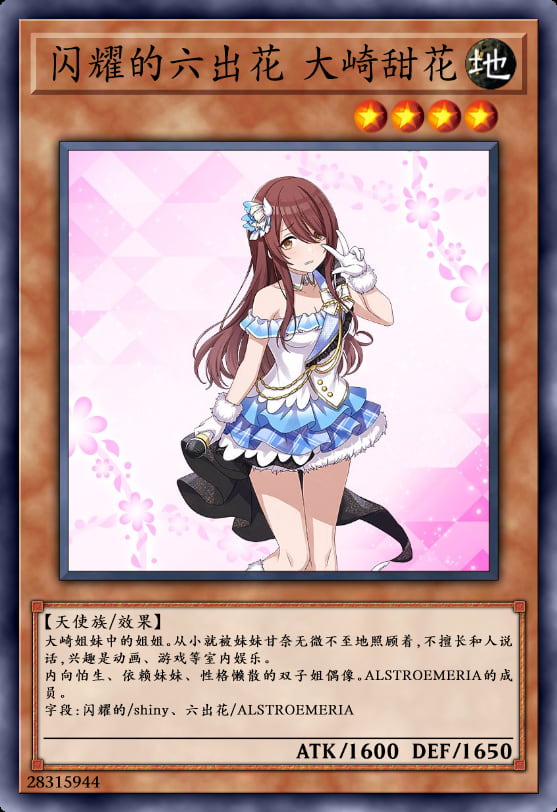 闪耀的六出花 大崎甜花
地
【天使族/效果】
大崎姐妹中的姐姐。从小就被妹妹甘奈无微不至地照顾着,不擅长和人说
话,兴趣是动画、游戏等室内娱乐。
内向怕生、依赖妹妹、性格懒散的双子姐偶像。ALSTROEMERIA的成
员。
字段:闪耀的/shiny、六出花/ALSTROEMERIA
ATK/1600 DEF/1650
28315944